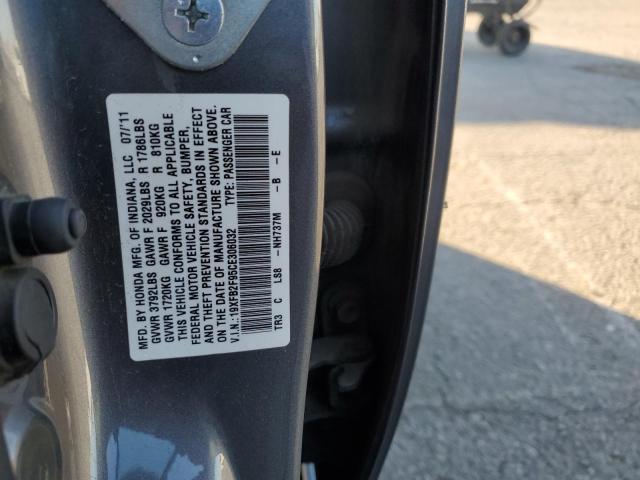 MFD. BY HONDA MFG. OF INDIANA, LLC 07/'11
GVWR 3792LBS GAWR F 2029LBS R 1786LBS
GVWR 1720KG GAWR F 920KG R 810KG
THIS VEHICLE CONFORMS TO ALL APPLICABLE
FEDERAL MOTOR VEHICLE SAFETY, BUMPER,
AND THEFT PREVENTION STANDARDS IN EFFECT
ON THE DATE OF MANUFACTURE SHOWN ABOVE.
V.I.N.: 19XFB2F95CE306032 TYPE: PASSENGER CAR
TR3 C LS8 -NH737M -B -E